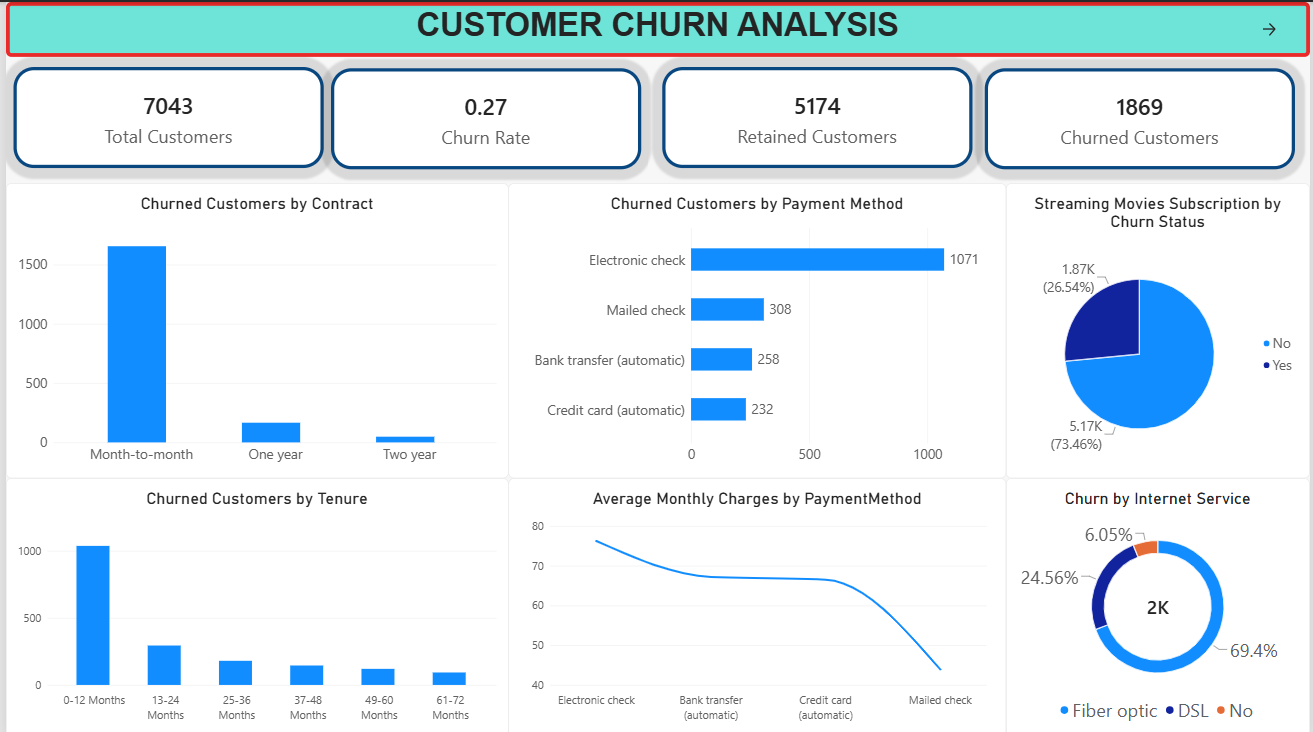 CUSTOMER CHURN ANALYSIS
7043
Total Customers
0.27
Churn Rate
5174
Retained Customers
1869
Churned Customers
Churned Customers by Contract
1500
1000
500
0
Month-to-month
One year
Two year
Churned Customers by Payment Method
Electronic check
1071
Mailed check
308
Bank transfer (automatic)
258
Credit card (automatic)
232
0
500
1000
Streaming Movies Subscription by
Churn Status
1.87K
(26.54%)
5.17K
(73.46%)
No
Yes
Churned Customers by Tenure
1000
500
0
0-12 Months
13-24
Months
25-36
Months
37-48
Months
49-60
Months
61-72
Months
Average Monthly Charges by PaymentMethod
80
70
60
50
40
Electronic check
Bank transfer
(automatic)
Credit card
(automatic)
Mailed check
Churn by Internet Service
6.05%
24.56%
2K
69.4%
Fiber optic
DSL
No